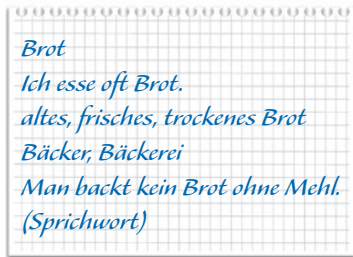 Brot
Ich esse oft Brot.
altes, frisches, trockenes Brot
Bäcker, Bäckerei
Man backt kein Brot ohne Mehl.
(Sprichwort)